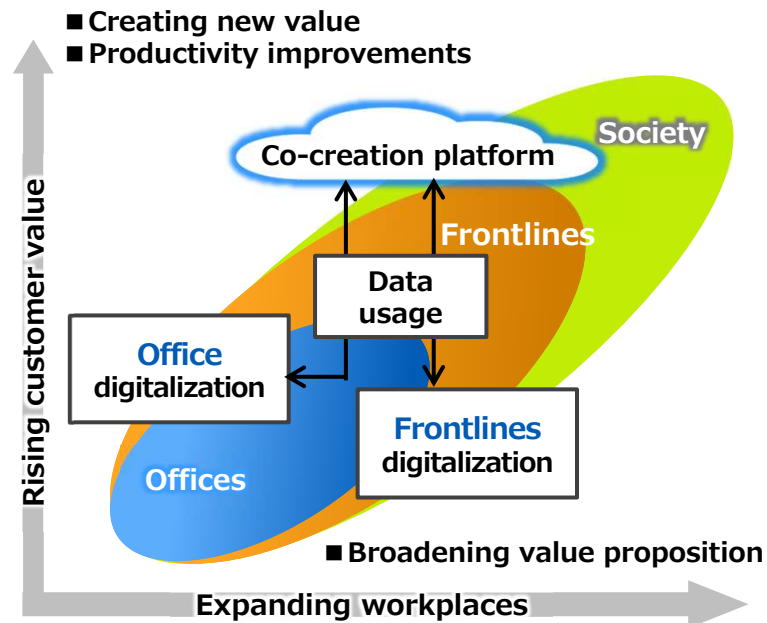 ■ Creating new value
■ Productivity improvements
Society
Co-creation platform
Frontlines
Data
usage
Office
digitalization
Frontlines
digitalization
Offices
■ Broadening value proposition
Rising customer value
Expanding workplaces